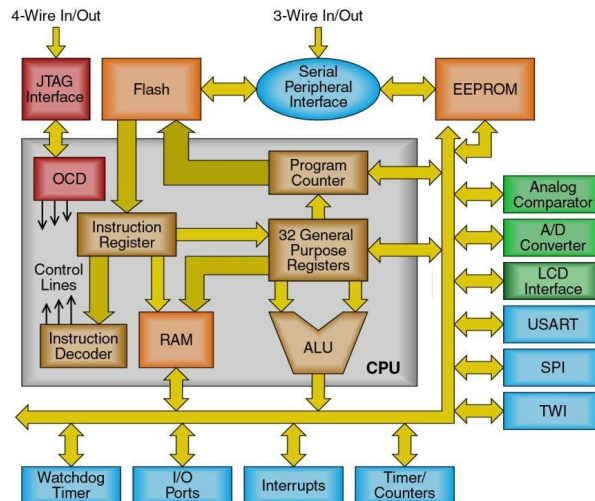 4-Wire In/Out
3-Wire In/Out
JTAG
Interface
Flash
Serial
Peripheral
Interface
EEPROM
OCD
Program
Counter
Analog
Comparator
Instruction
Register
32 General
Purpose
Registers
A/D
Converter
Control
Lines
LCD
Interface
Instruction
Decoder
RAM
ALU
CPU
USART
SPI
TWI
Watchdog
Timer
I/O
Ports
Interrupts
Timer/
Counters